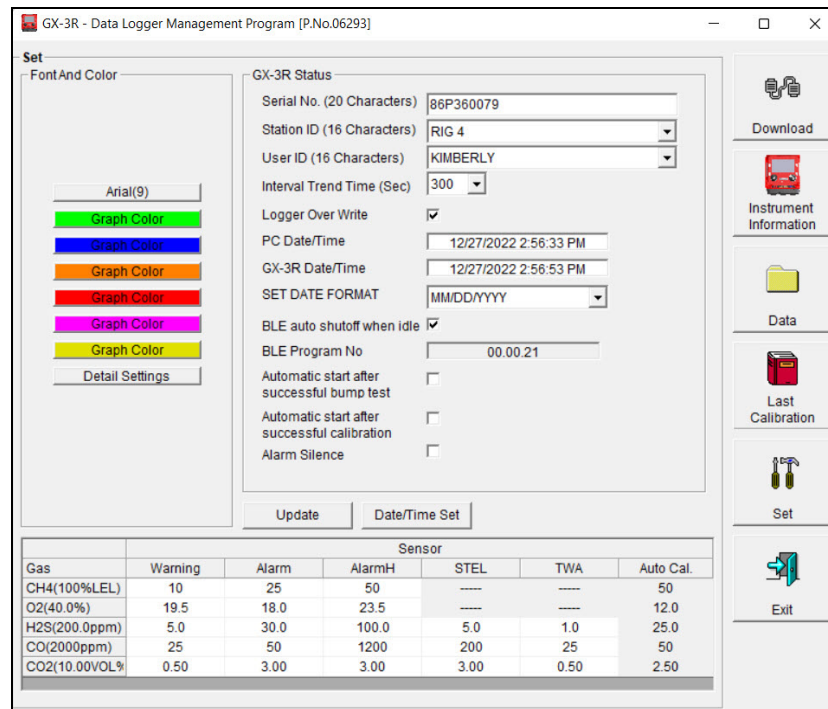 GX-3R - Data Logger Management Program [P.No.06293]
Set
Font And Color
Arial(9)
Graph Color
Graph Color
Graph Color
Graph Color
Graph Color
Graph Color
Detail Settings
GX-3R Status
Serial No. (20 Characters) 86P360079
Station ID (16 Characters) RIG 4
User ID (16 Characters) KIMBERLY
Interval Trend Time (Sec) 300
Logger Over Write
PC Date/Time 12/27/2022 2:56:33 PM
GX-3R Date/Time 12/27/2022 2:56:53 PM
SET DATE FORMAT MM/DD/YYYY
BLE auto shutoff when idle
BLE Program No 00.00.21
Automatic start after
successful bump test
Automatic start after
successful calibration
Alarm Silence
Update Date/Time Set
Download
Instrument
Information
Data
Last
Calibration
Set
Exit
Sensor
Gas Warning Alarm AlarmH STEL TWA Auto Cal.
CH4(100%LEL) 10 25 50 ----- ----- 50
O2(40.0%) 19.5 18.0 23.5 ----- ----- 12.0
H2S(200.0ppm) 5.0 30.0 100.0 5.0 1.0 25.0
CO(2000ppm) 25 50 1200 200 25 50
CO2(10.00VOL% 0.50 3.00 3.00 3.00 0.50 2.50